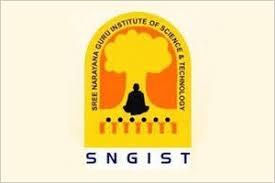 SREE NARAYANA GURU INSTITUTE OF SCIENCE & TECHNOLOGY
SNGIST